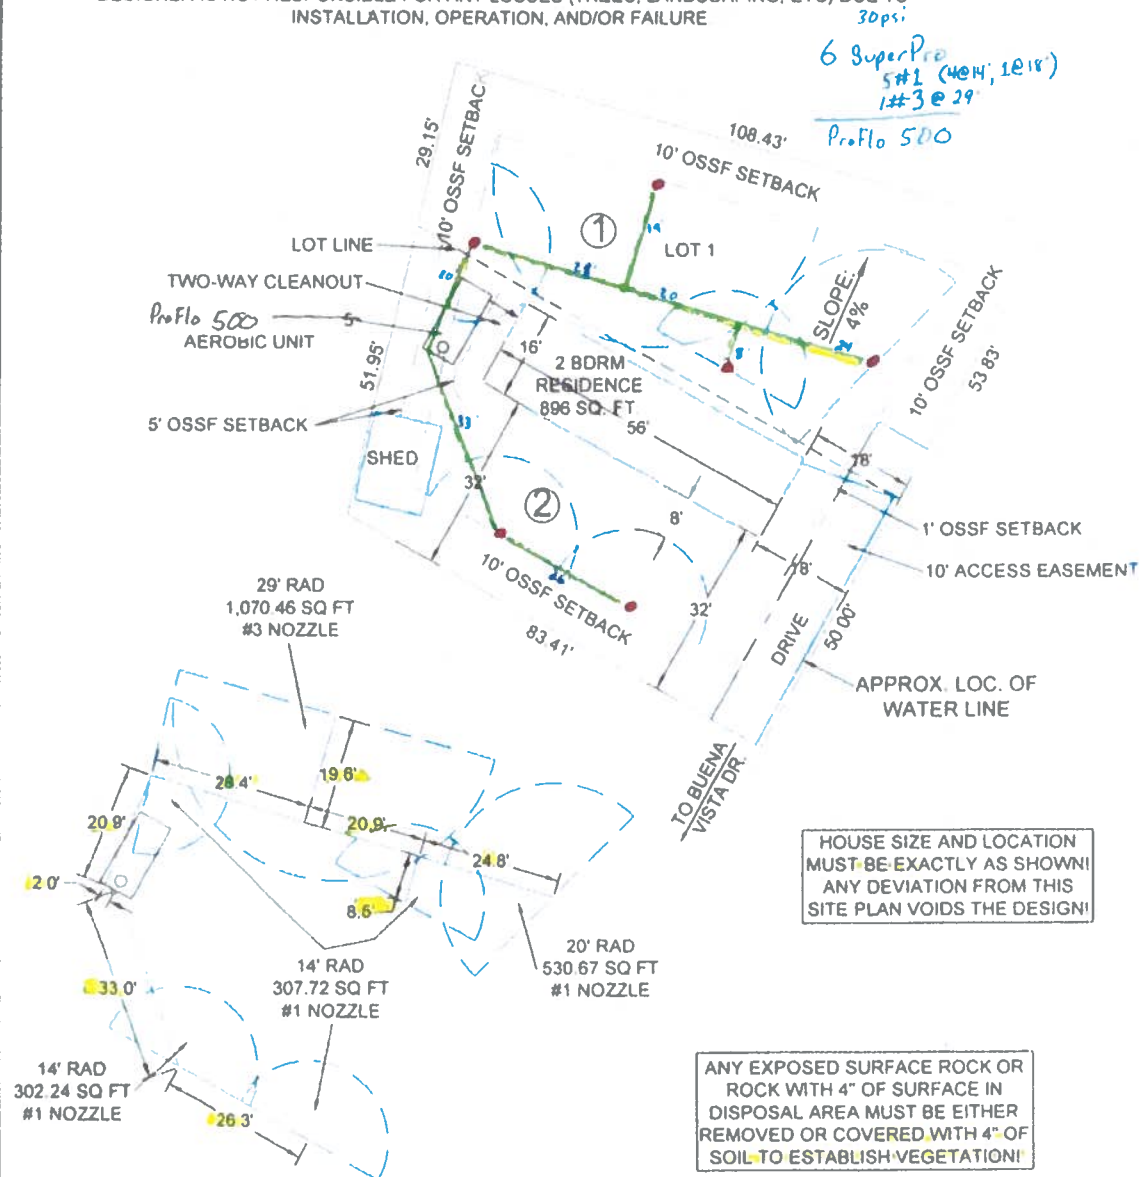 INSTALLATION, OPERATION, AND/OR FAILURE
30psi
6 SuperPro
5#1 (4@14', 1@18')
1#3 @ 29'
ProFlo 500
29.15'
10' OSSF SETBACK
108.43'
10' OSSF SETBACK
LOT LINE
1
LOT 1
19
TWO-WAY CLEANOUT
20
28'
20
SLOPE:
4%
10' OSSF SETBACK
53.83'
ProFlo 500
AEROBIC UNIT
5'
51.95'
16'
2 BDRM
RESIDENCE
896 SQ. FT.
56'
8'
5' OSSF SETBACK
33
SHED
32'
2
8'
18'
1' OSSF SETBACK
10' ACCESS EASEMENT
10' OSSF SETBACK
26
83.41'
32'
18'
DRIVE
50.00'
APPROX. LOC. OF
WATER LINE
TO BUENA
VISTA DR.
29' RAD
1,070.46 SQ FT
#3 NOZZLE
28.4'
19.6'
20.9'
20.9'
24.8'
2.0'
8.5'
33.0'
14' RAD
307.72 SQ FT
#1 NOZZLE
20' RAD
530.67 SQ FT
#1 NOZZLE
14' RAD
302.24 SQ FT
#1 NOZZLE
26.3'
HOUSE SIZE AND LOCATION
MUST BE EXACTLY AS SHOWN!
ANY DEVIATION FROM THIS
SITE PLAN VOIDS THE DESIGN!
ANY EXPOSED SURFACE ROCK OR
ROCK WITH 4" OF SURFACE IN
DISPOSAL AREA MUST BE EITHER
REMOVED OR COVERED WITH 4" OF
SOIL TO ESTABLISH VEGETATION!